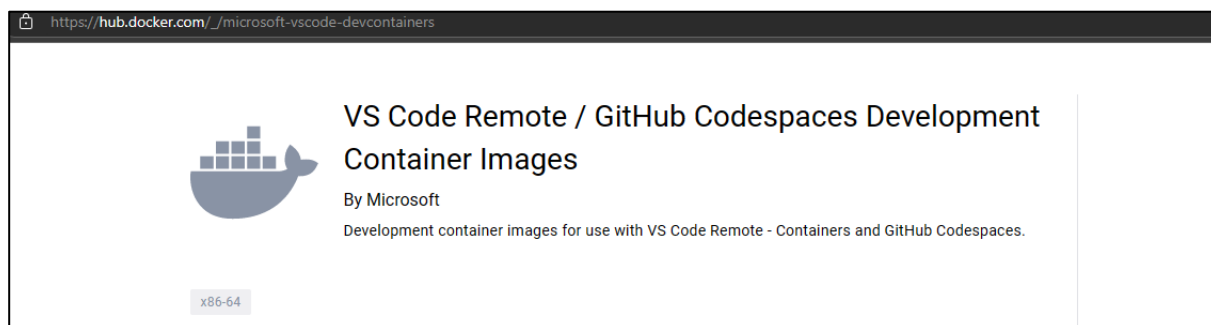 https://hub.docker.com/_/microsoft-vscode-devcontainers
VS Code Remote / GitHub Codespaces Development
Container Images
By Microsoft
Development container images for use with VS Code Remote - Containers and GitHub Codespaces.
x86-64